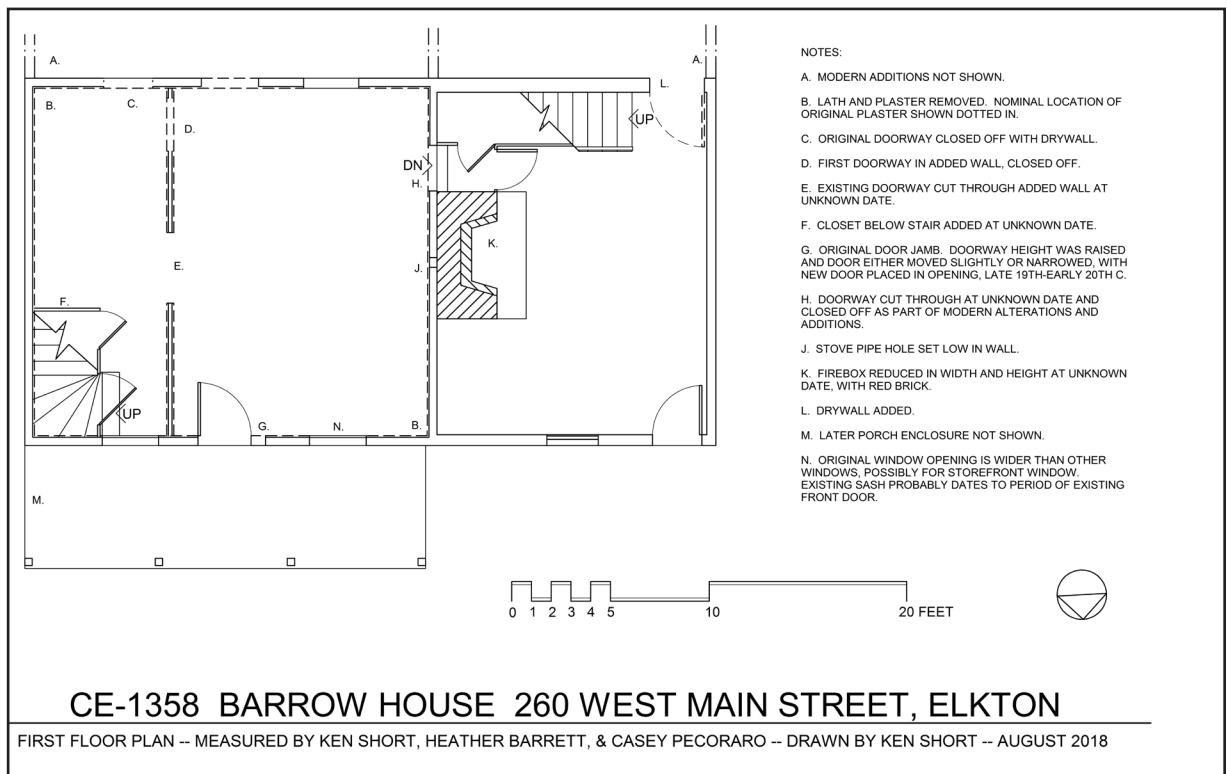 A.
A.
B.
C.
D.
L.
UP
DN
H.
K.
J.
E.
F.
UP
G.
N.
B.
M.
NOTES:
A. MODERN ADDITIONS NOT SHOWN.
B. LATH AND PLASTER REMOVED. NOMINAL LOCATION OF
ORIGINAL PLASTER SHOWN DOTTED IN.
C. ORIGINAL DOORWAY CLOSED OFF WITH DRYWALL.
D. FIRST DOORWAY IN ADDED WALL, CLOSED OFF.
E. EXISTING DOORWAY CUT THROUGH ADDED WALL AT
UNKNOWN DATE.
F. CLOSET BELOW STAIR ADDED AT UNKNOWN DATE.
G. ORIGINAL DOOR JAMB. DOORWAY HEIGHT WAS RAISED
AND DOOR EITHER MOVED SLIGHTLY OR NARROWED, WITH
NEW DOOR PLACED IN OPENING, LATE 19TH-EARLY 20TH C.
H. DOORWAY CUT THROUGH AT UNKNOWN DATE AND
CLOSED OFF AS PART OF MODERN ALTERATIONS AND
ADDITIONS.
J. STOVE PIPE HOLE SET LOW IN WALL.
K. FIREBOX REDUCED IN WIDTH AND HEIGHT AT UNKNOWN
DATE, WITH RED BRICK.
L. DRYWALL ADDED.
M. LATER PORCH ENCLOSURE NOT SHOWN.
N. ORIGINAL WINDOW OPENING IS WIDER THAN OTHER
WINDOWS, POSSIBLY FOR STOREFRONT WINDOW.
EXISTING SASH PROBABLY DATES TO PERIOD OF EXISTING
FRONT DOOR.
0 1 2 3 4 5 10 20 FEET
CE-1358 BARROW HOUSE 260 WEST MAIN STREET, ELKTON
FIRST FLOOR PLAN -- MEASURED BY KEN SHORT, HEATHER BARRETT, & CASEY PECORARO -- DRAWN BY KEN SHORT -- AUGUST 2018